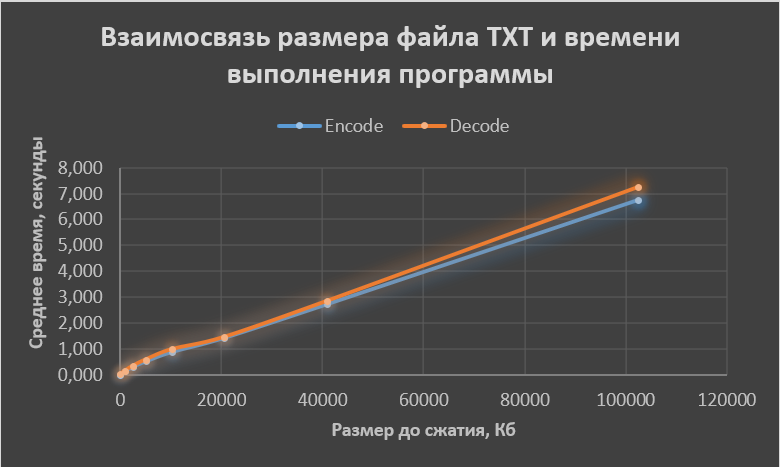 Взаимосвязь размера файла TXT и времени
выполнения программы
Encode
Decode
Среднее время, секунды
8,000
7,000
6,000
5,000
4,000
3,000
2,000
1,000
0,000
0
20000
40000
60000
80000
100000
120000
Размер до сжатия, Кб